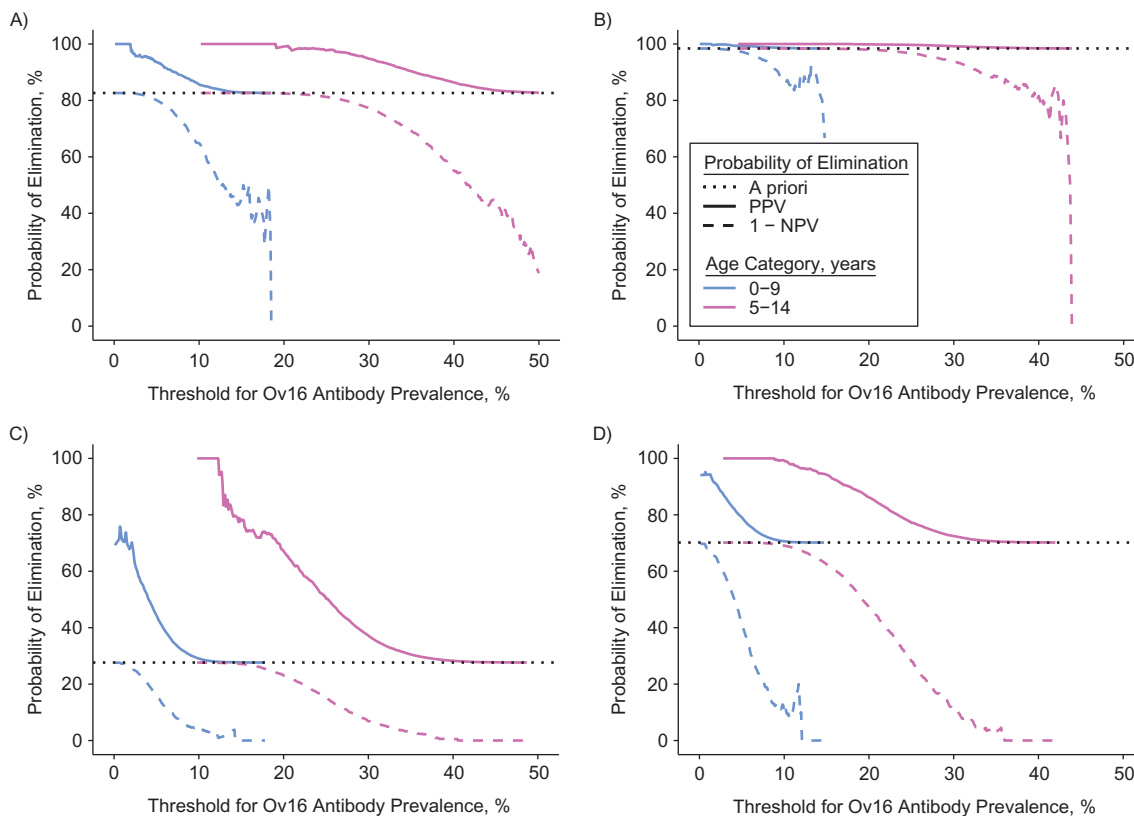 A)
Probability of Elimination, %
100
80
60
40
20
0
0 10 20 30 40 50
Threshold for Ov16 Antibody Prevalence, %
B)
Probability of Elimination, %
100
80
60
40
20
0
Probability of Elimination
A priori
PPV
1 − NPV
Age Category, years
0−9
5−14
0 10 20 30 40 50
Threshold for Ov16 Antibody Prevalence, %
C)
Probability of Elimination, %
100
80
60
40
20
0
0 10 20 30 40 50
Threshold for Ov16 Antibody Prevalence, %
D)
Probability of Elimination, %
100
80
60
40
20
0
0 10 20 30 40 50
Threshold for Ov16 Antibody Prevalence, %